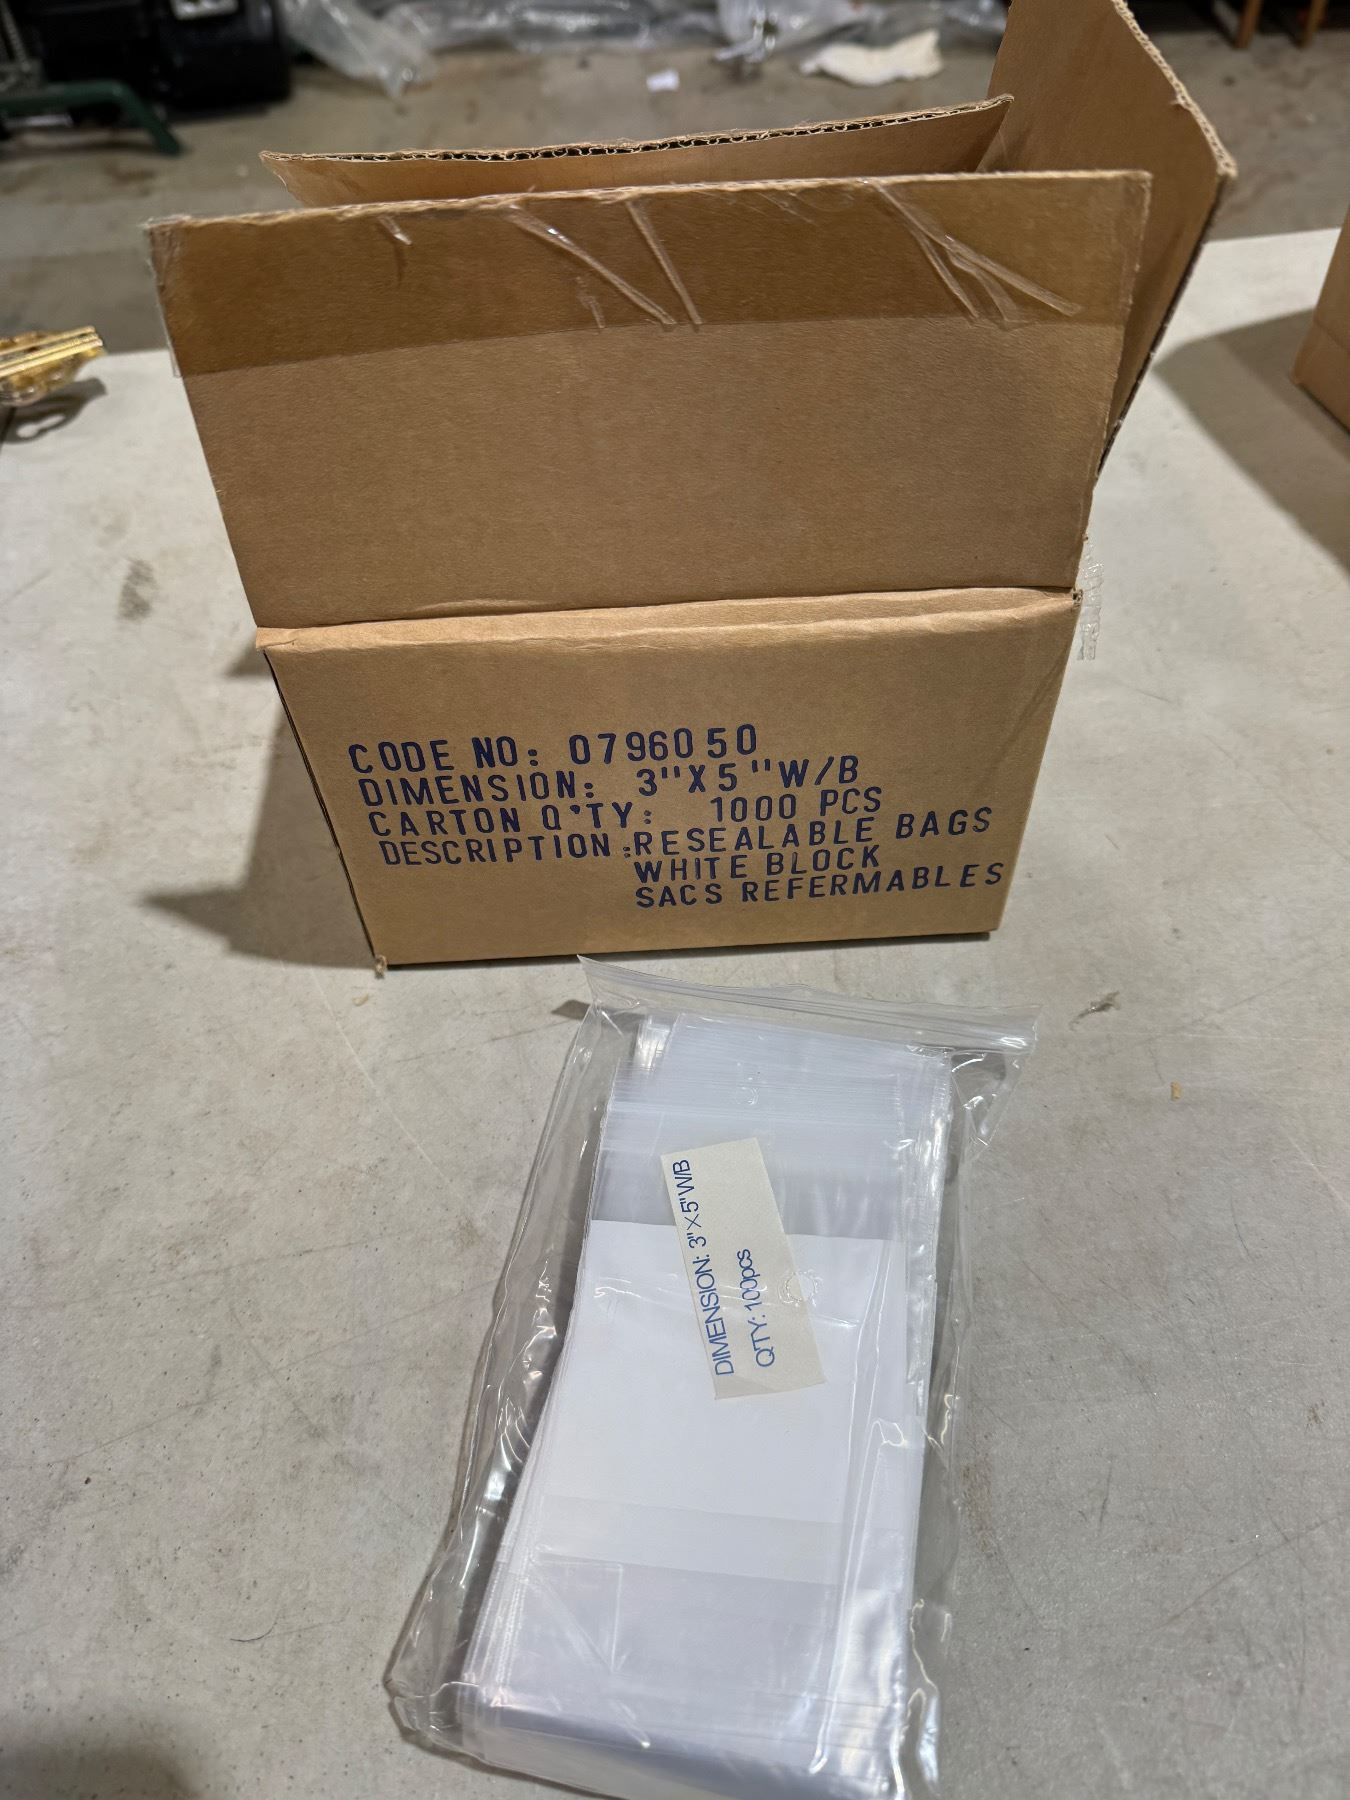 CODE NO: 0796050
DIMENSION: 3"X5"W/B
CARTON Q'TY: 1000 PCS
DESCRIPTION:RESEALABLE BAGS
WHITE BLOCK
SACS REFERMABLES
DIMENSION: 3"X5"W/B
QTY: 100pcs